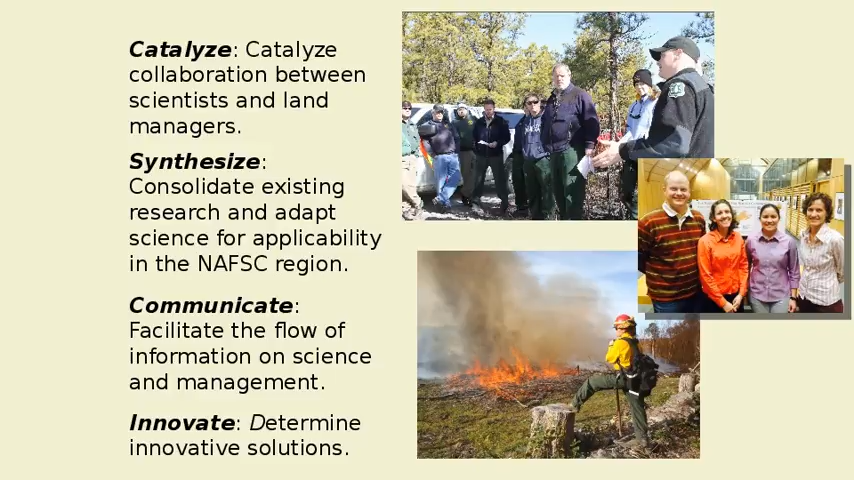 Catalyze: Catalyze
collaboration between
scientists and land
managers.
Synthesize:
Consolidate existing
research and adapt
science for applicability
in the NAFSC region.
Communicate:
Facilitate the flow of
information on science
and management.
Innovate: Determine
innovative solutions.